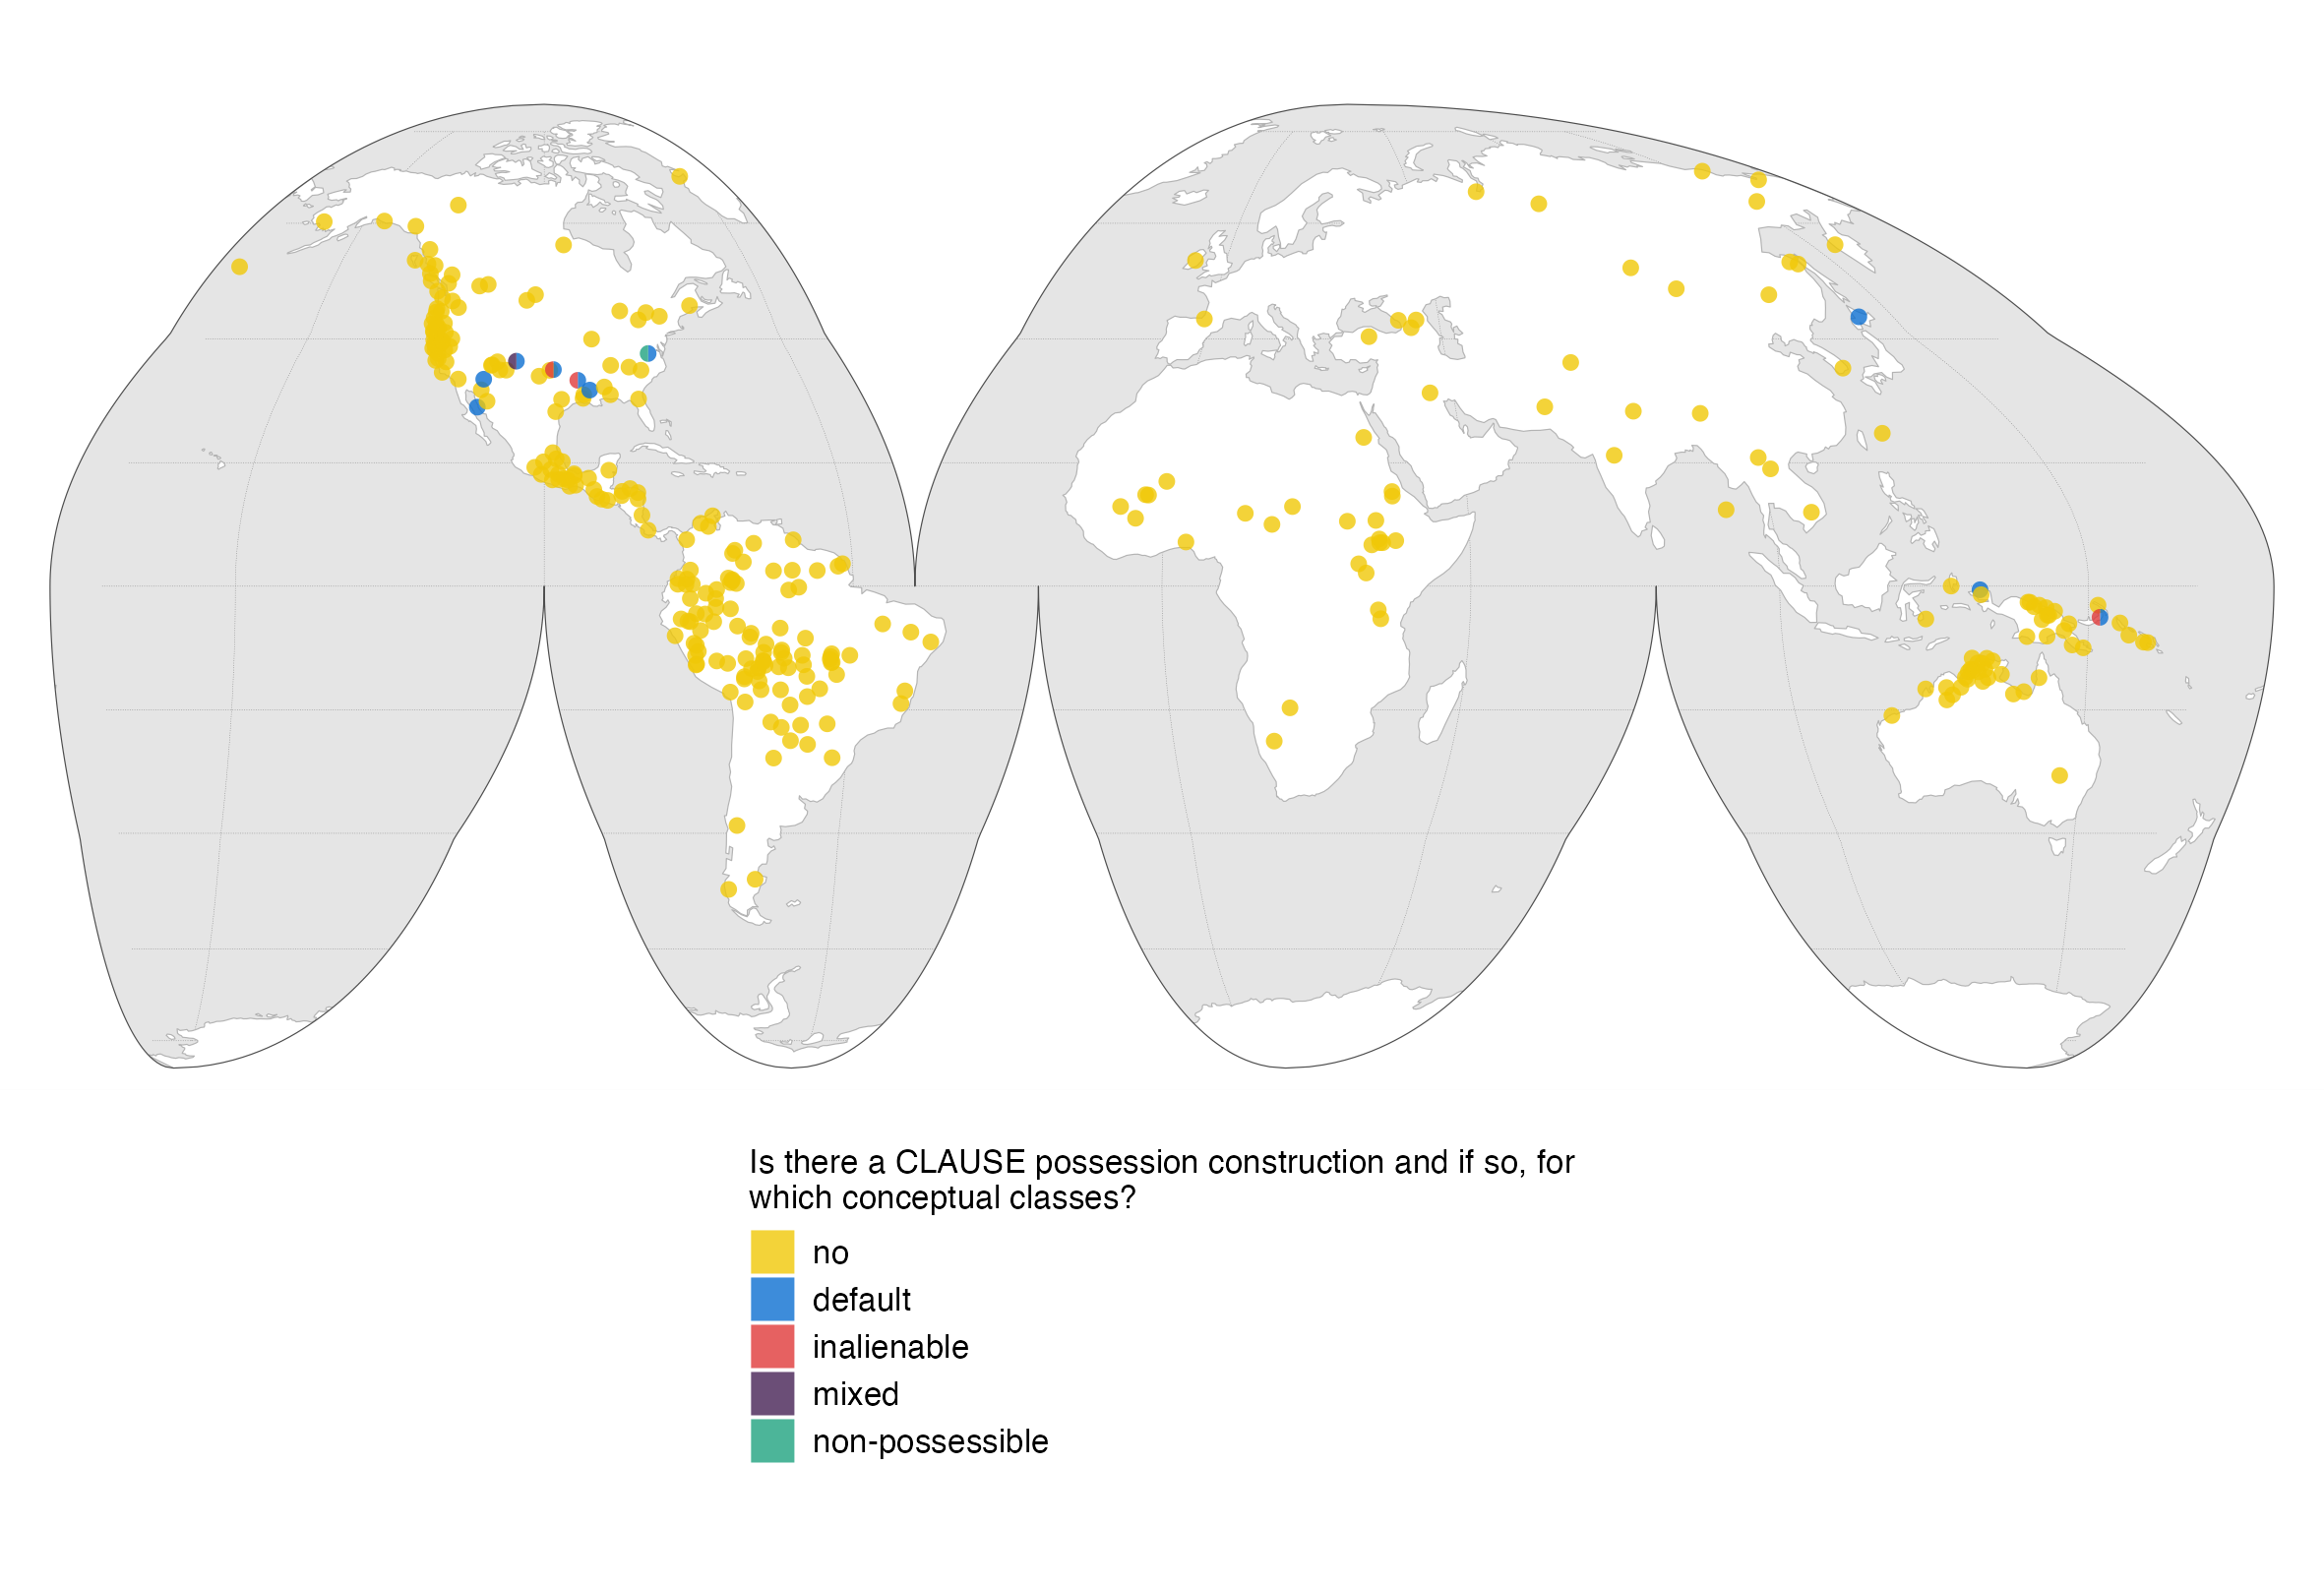 Is there a CLAUSE possession construction and if so, for
which conceptual classes?
no
default
inalienable
mixed
non-possessible